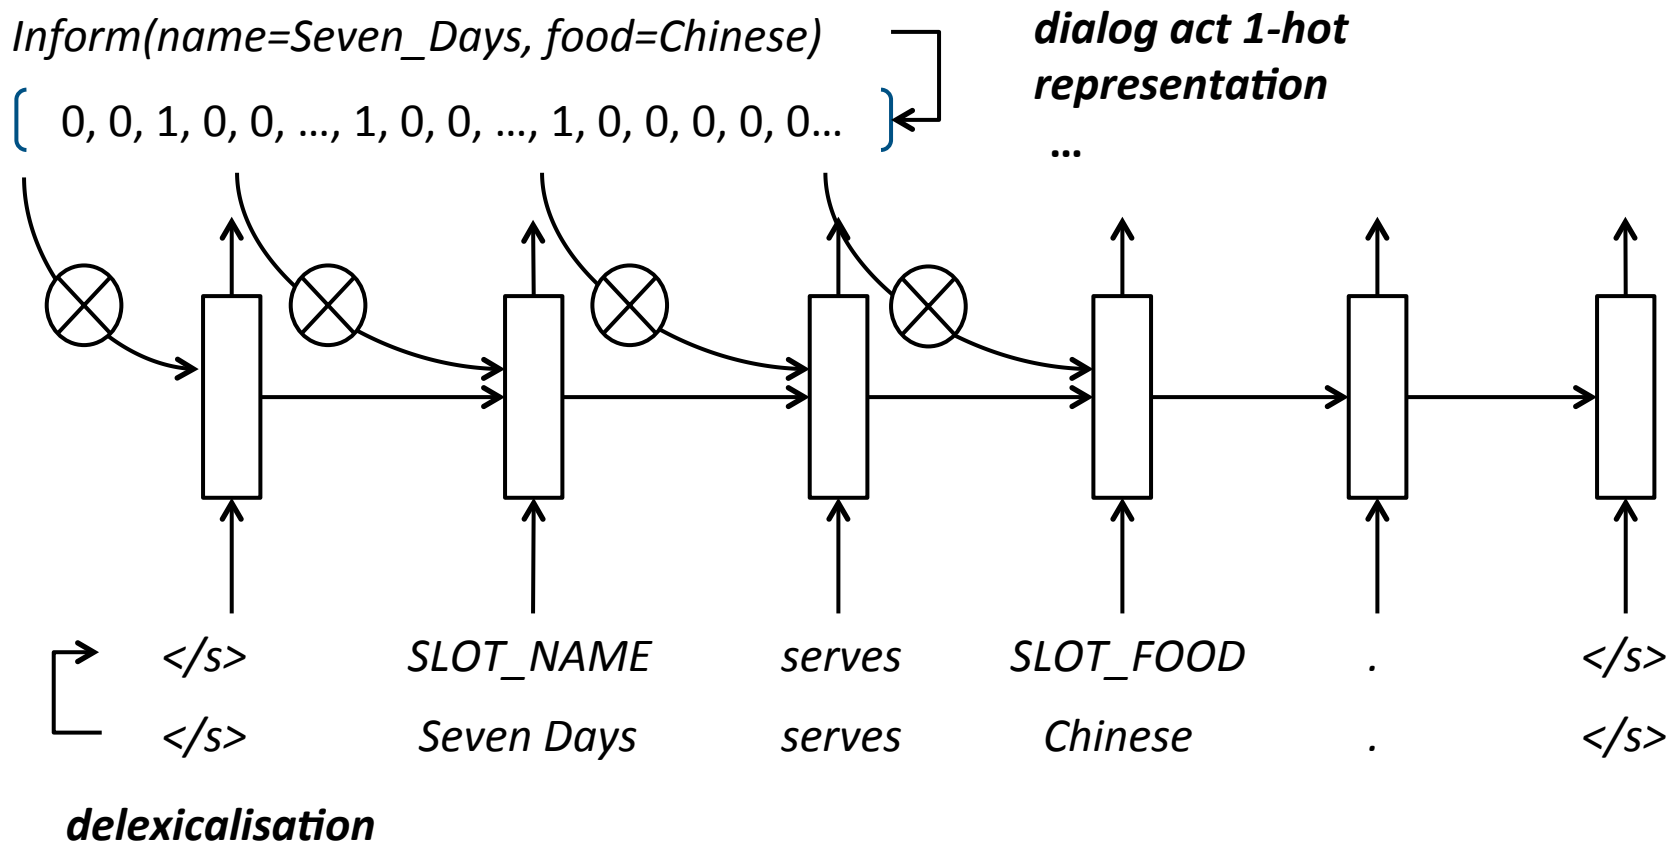 Inform(name=Seven_Days, food=Chinese)
dialog act 1-hot
representation
0, 0, 1, 0, 0, …, 1, 0, 0, …, 1, 0, 0, 0, 0, 0…
…
</s> SLOT_NAME serves SLOT_FOOD . </s>
</s> Seven Days serves Chinese . </s>
delexicalisation